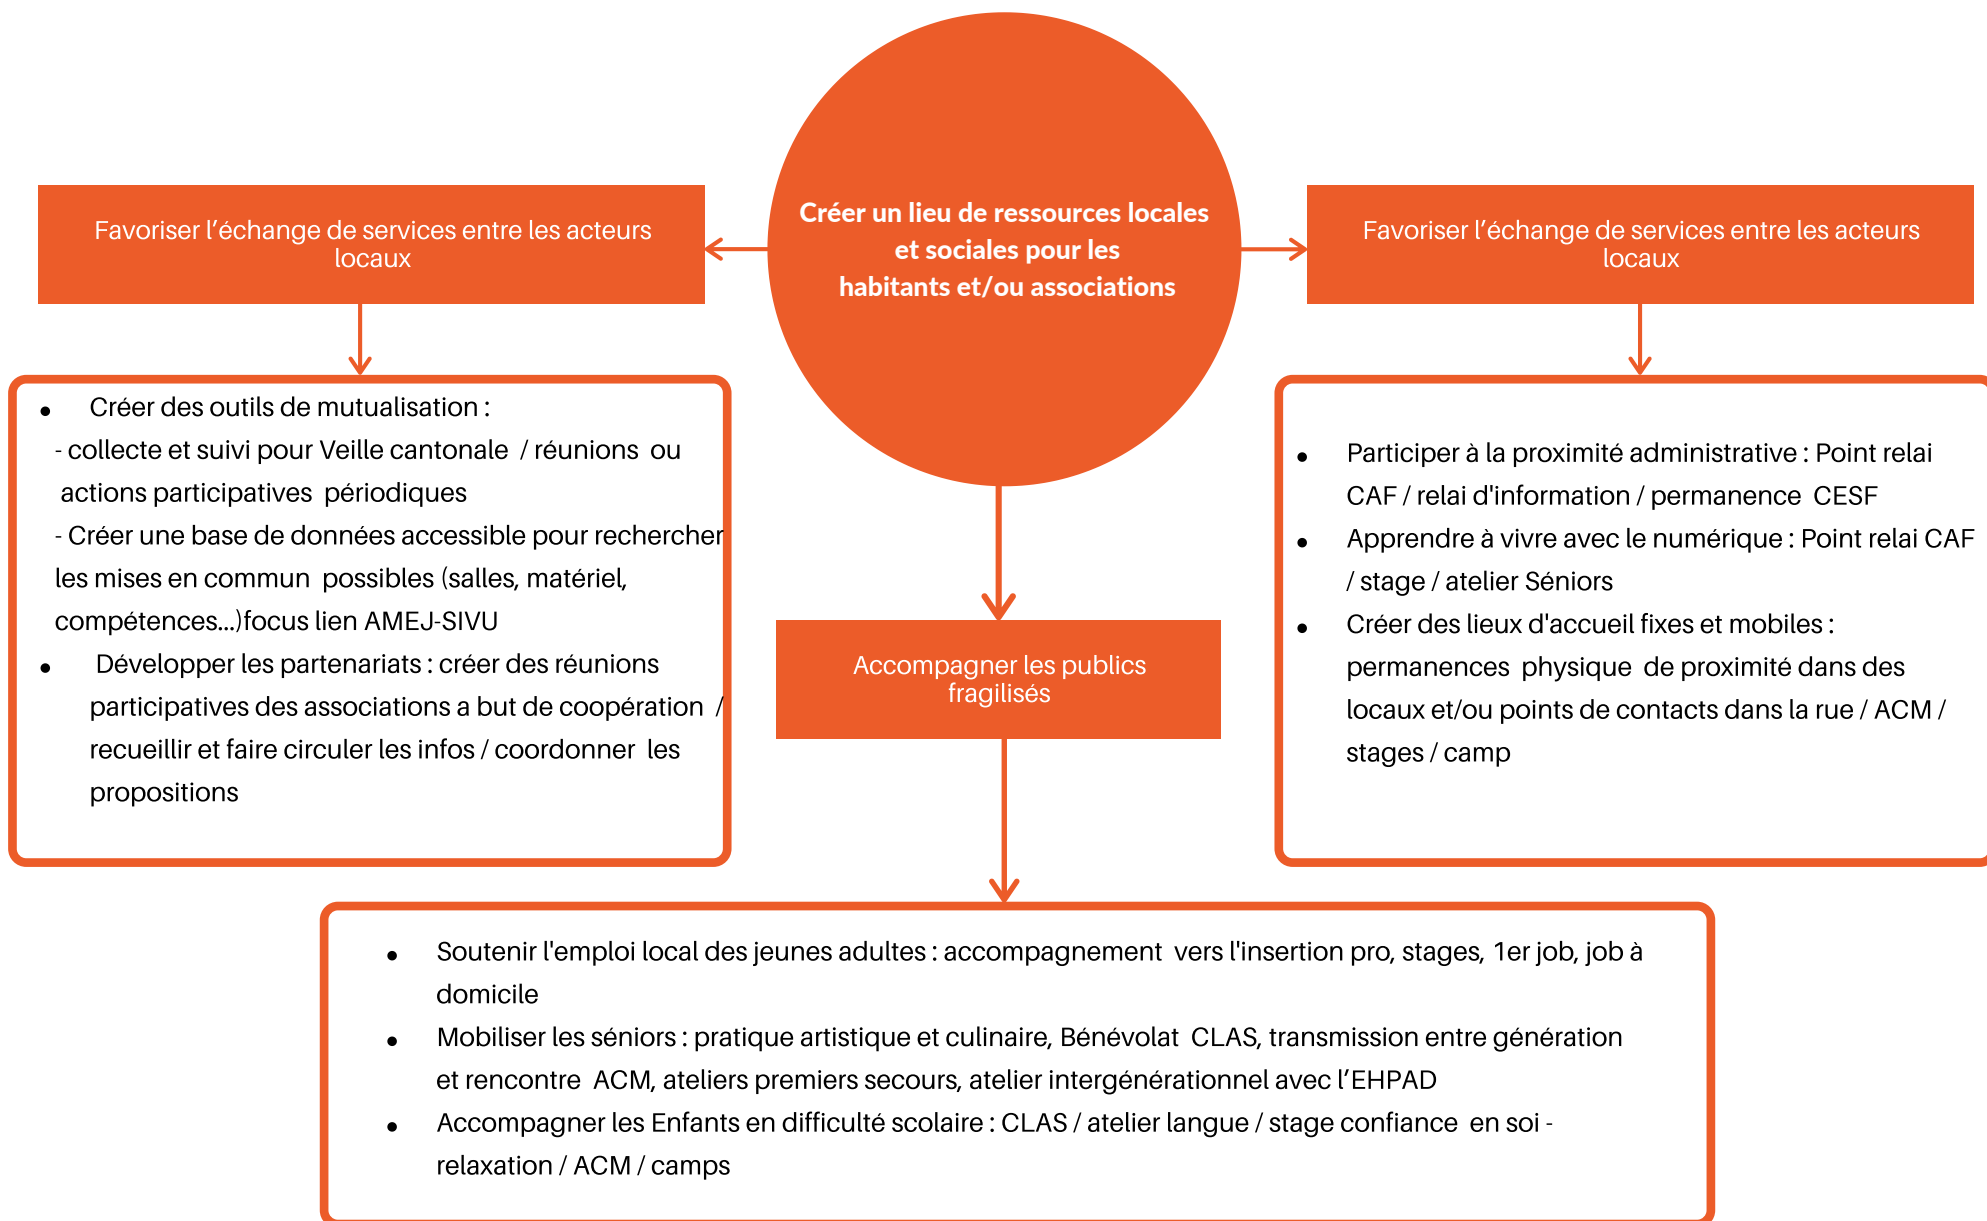 Créer un lieu de ressources locales
et sociales pour les
habitants et/ou associations
Favoriser l’échange de services entre les acteurs
locaux
Favoriser l’échange de services entre les acteurs
locaux
• Créer des outils de mutualisation :
- collecte et suivi pour Veille cantonale / réunions ou
actions participatives périodiques
- Créer une base de données accessible pour rechercher
les mises en commun possibles (salles, matériel,
compétences...)focus lien AMEJ-SIVU
• Développer les partenariats : créer des réunions
participatives des associations a but de coopération /
recueillir et faire circuler les infos / coordonner les
propositions
• Participer à la proximité administrative : Point relai
CAF / relai d'information / permanence CESF
• Apprendre à vivre avec le numérique : Point relai CAF
/ stage / atelier Séniors
• Créer des lieux d'accueil fixes et mobiles :
permanences physique de proximité dans des
locaux et/ou points de contacts dans la rue / ACM /
stages / camp
Accompagner les publics
fragilisés
• Soutenir l'emploi local des jeunes adultes : accompagnement vers l'insertion pro, stages, 1er job, job à
domicile
• Mobiliser les séniors : pratique artistique et culinaire, Bénévolat CLAS, transmission entre génération
et rencontre ACM, ateliers premiers secours, atelier intergénérationnel avec l’EHPAD
• Accompagner les Enfants en difficulté scolaire : CLAS / atelier langue / stage confiance en soi -
relaxation / ACM / camps